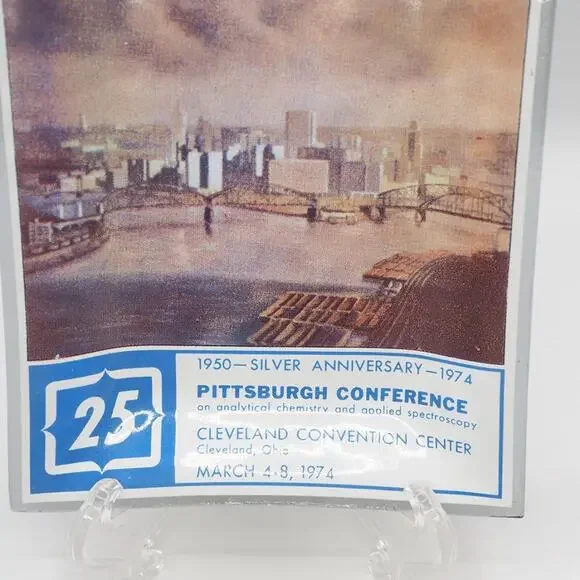 1950—SILVER ANNIVERSARY—1974
25
PITTSBURGH CONFERENCE
on analytical chemistry and applied spectroscopy
CLEVELAND CONVENTION CENTER
Cleveland, Ohio
MARCH 4-8, 1974